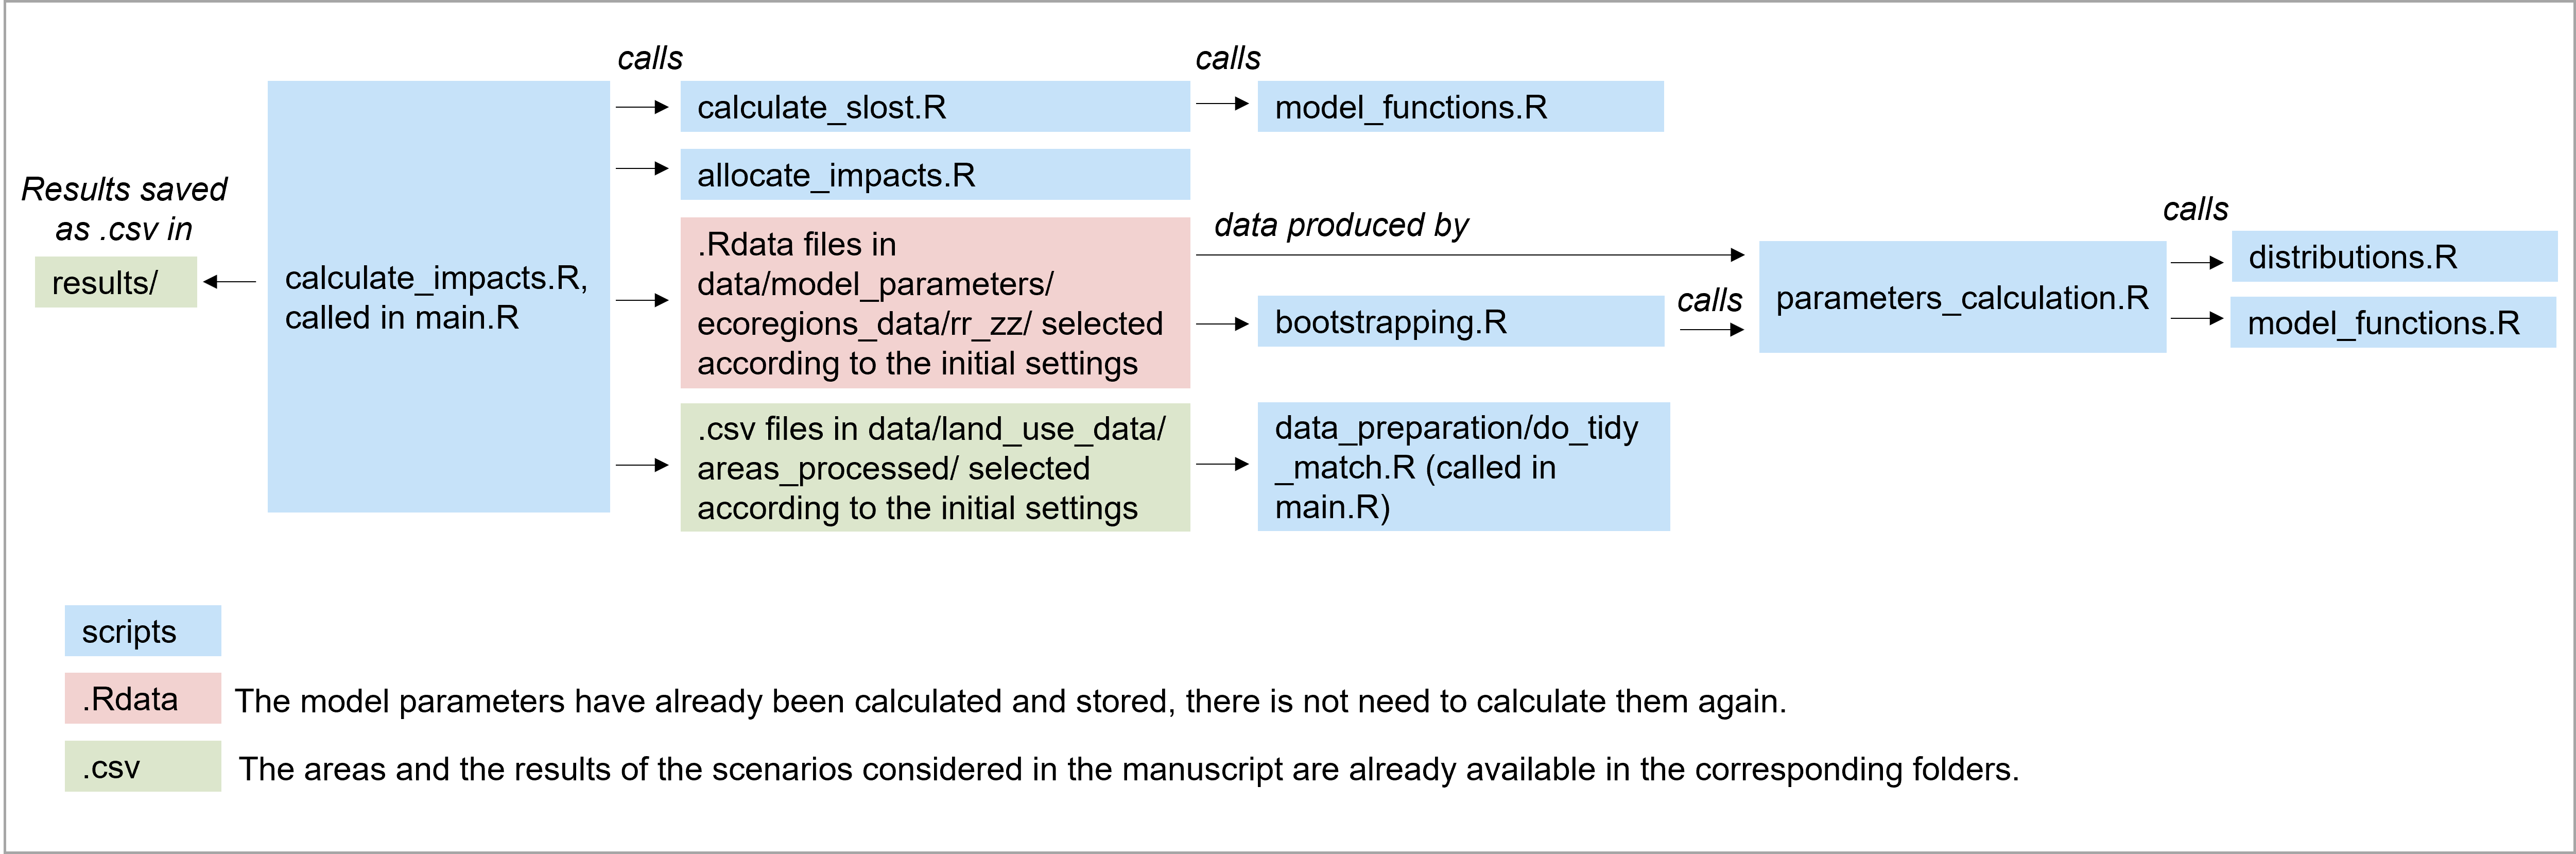 calls
calls
calculate_slost.R
model_functions.R
allocate_impacts.R
Results saved
as .csv in
results/
calculate_impacts.R,
called in main.R
.Rdata files in
data/model_parameters/
ecoregions_data/rr_zz/ selected
according to the initial settings
data produced by
bootstrapping.R
calls
parameters_calculation.R
calls
distributions.R
model_functions.R
.csv files in data/land_use_data/
areas_processed/ selected
according to the initial settings
data_preparation/do_tidy
_match.R (called in
main.R)
scripts
.Rdata
The model parameters have already been calculated and stored, there is not need to calculate them again.
.csv
The areas and the results of the scenarios considered in the manuscript are already available in the corresponding folders.